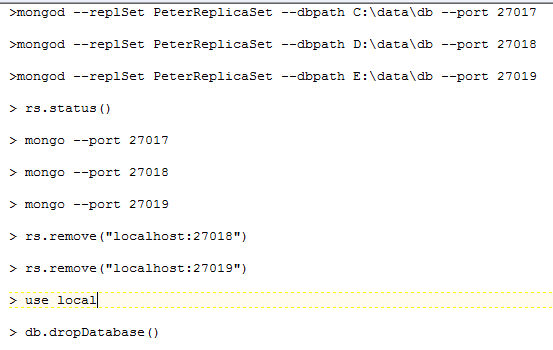 >mongod --replSet PeterReplicaSet --dbpath C:\data\db --port 27017
>mongod --replSet PeterReplicaSet --dbpath D:\data\db --port 27018
>mongod --replSet PeterReplicaSet --dbpath E:\data\db --port 27019
> rs.status()
> mongo --port 27017
> mongo --port 27018
> mongo --port 27019
> rs.remove("localhost:27018")
> rs.remove("localhost:27019")
> use local
> db.dropDatabase()